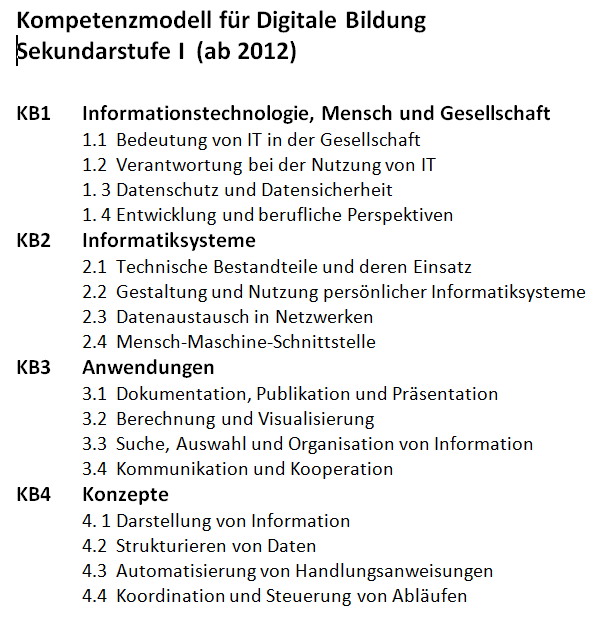 Kompetenzmodell für Digitale Bildung
Sekundarstufe I (ab 2012)
KB1 Informationstechnologie, Mensch und Gesellschaft
1.1 Bedeutung von IT in der Gesellschaft
1.2 Verantwortung bei der Nutzung von IT
1. 3 Datenschutz und Datensicherheit
1. 4 Entwicklung und berufliche Perspektiven
KB2 Informatiksysteme
2.1 Technische Bestandteile und deren Einsatz
2.2 Gestaltung und Nutzung persönlicher Informatiksysteme
2.3 Datenaustausch in Netzwerken
2.4 Mensch-Maschine-Schnittstelle
KB3 Anwendungen
3.1 Dokumentation, Publikation und Präsentation
3.2 Berechnung und Visualisierung
3.3 Suche, Auswahl und Organisation von Information
3.4 Kommunikation und Kooperation
KB4 Konzepte
4. 1 Darstellung von Information
4.2 Strukturieren von Daten
4.3 Automatisierung von Handlungsanweisungen
4.4 Koordination und Steuerung von Abläufen